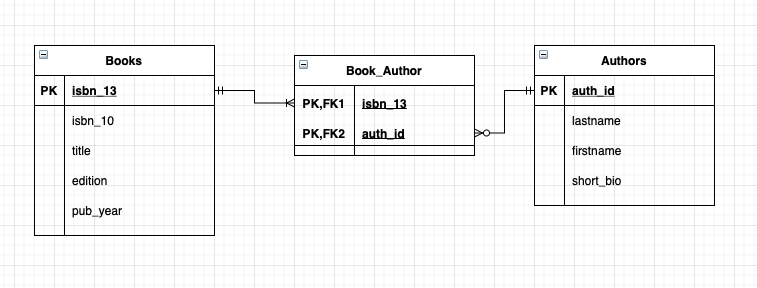 Books
PK isbn_13
isbn_10
title
edition
pub_year
Book_Author
PK,FK1 isbn_13
PK,FK2 auth_id
Authors
PK auth_id
lastname
firstname
short_bio